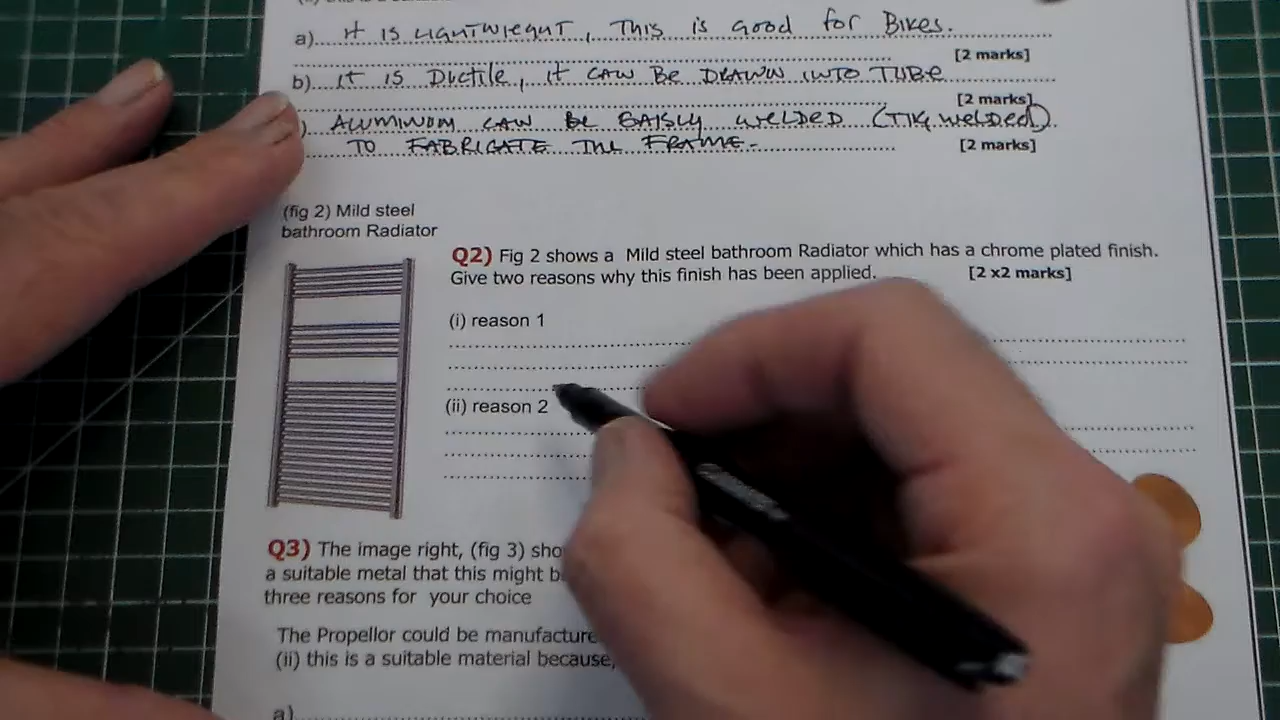 a) It IS LIGHTWIEGHT, THIS is Good for Bikes.
[2 marks]
b) IT IS Ductile, it CAN BE DRAWN INTO TUBE
[2 marks]
) ALUMINUM CAN BE EAISLY WELDED (TIG welded)
TO FABRICATE THE FRAME. [2 marks]
(fig 2) Mild steel
bathroom Radiator
Q2) Fig 2 shows a Mild steel bathroom Radiator which has a chrome plated finish.
Give two reasons why this finish has been applied. [2 x2 marks]
(i) reason 1
(ii) reason 2
Q3) The image right, (fig 3) sho
a suitable metal that this might b
three reasons for your choice
The Propellor could be manufacture
(ii) this is a suitable material because,
a)